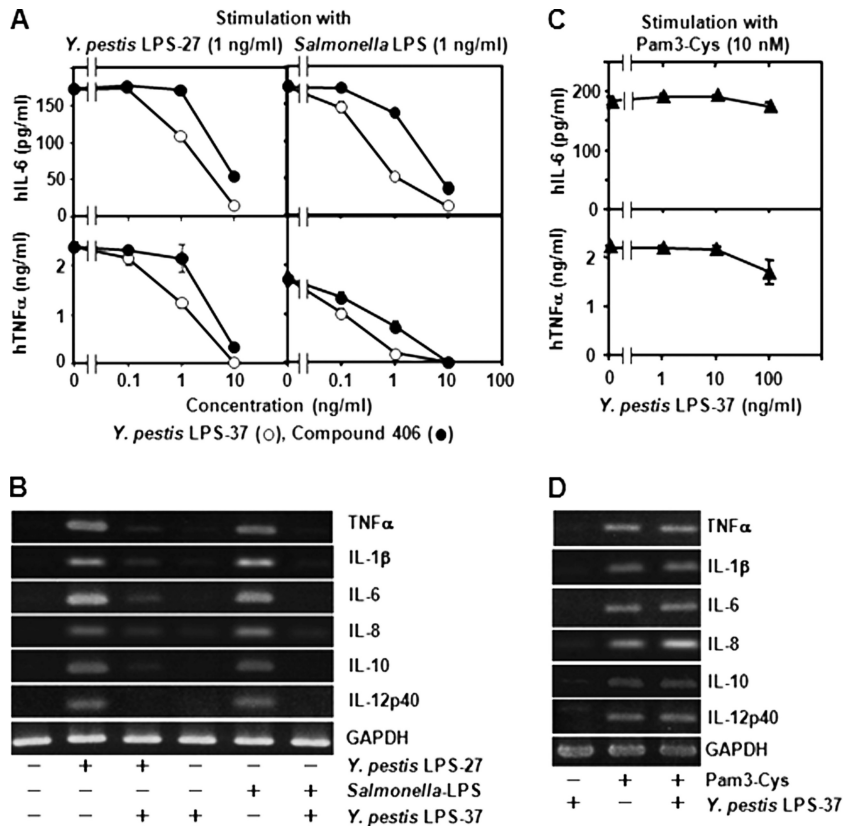 A
Stimulation with
Y. pestis LPS-27 (1 ng/ml)
Salmonella LPS (1 ng/ml)
hIL-6 (pg/ml)
150
100
50
0
hTNFα (ng/ml)
2
1
0
0 0.1 1 10
0 0.1 1 10 100
Concentration (ng/ml)
Y. pestis LPS-37 (○), Compound 406 (●)
C
Stimulation with
Pam3-Cys (10 nM)
hIL-6 (pg/ml)
200
100
0
hTNFα (ng/ml)
2
1
0
0 1 10 100
Y. pestis LPS-37 (ng/ml)
B
TNFα
IL-1β
IL-6
IL-8
IL-10
IL-12p40
GAPDH
– + + – – – Y. pestis LPS-27
– – – – + + Salmonella-LPS
– – + + – + Y. pestis LPS-37
D
TNFα
IL-1β
IL-6
IL-8
IL-10
IL-12p40
GAPDH
– + + Pam3-Cys
+ – + Y. pestis LPS-37